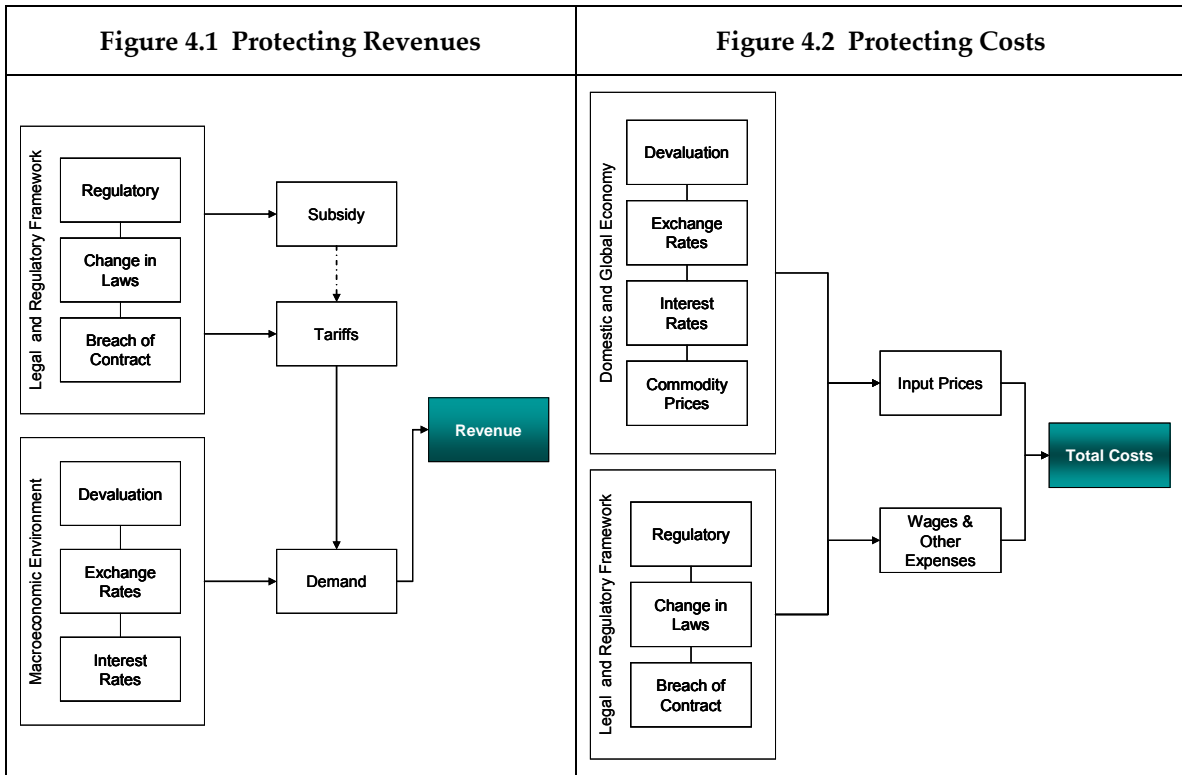 Figure 4.1 Protecting Revenues
Legal and Regulatory Framework
Regulatory
Change in
Laws
Breach of
Contract
Subsidy
Tariffs
Macroeconomic Environment
Devaluation
Exchange
Rates
Interest
Rates
Demand
Revenue
Figure 4.2 Protecting Costs
Domestic and Global Economy
Devaluation
Exchange
Rates
Interest
Rates
Commodity
Prices
Legal and Regulatory Framework
Regulatory
Change in
Laws
Breach of
Contract
Input Prices
Wages &
Other
Expenses
Total Costs